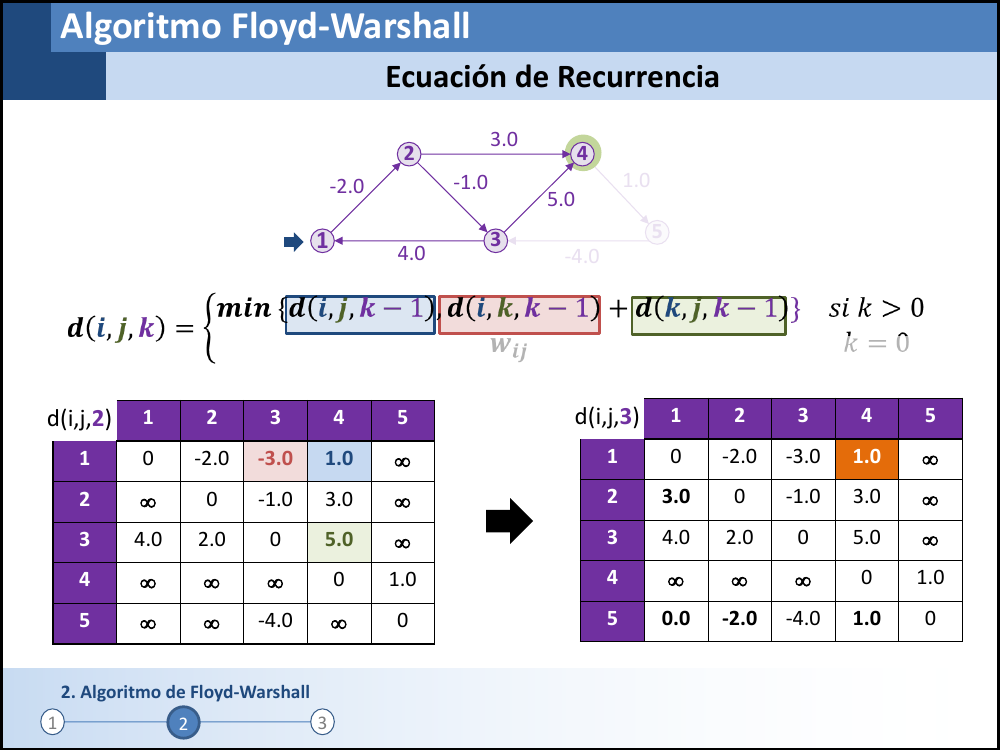 Algoritmo Floyd-Warshall
Ecuación de Recurrencia
3.0
2
4
-2.0
-1.0
1.0
5.0
1
3
5
4.0
-4.0
d(i,j,k) = { min {d(i,j,k − 1), d(i,k,k − 1) + d(k,j,k − 1)} si k > 0
w_ij k = 0
d(i,j,2) 1 2 3 4 5
1 0 -2.0 -3.0 1.0 ∞
2 ∞ 0 -1.0 3.0 ∞
3 4.0 2.0 0 5.0 ∞
4 ∞ ∞ ∞ 0 1.0
5 ∞ ∞ -4.0 ∞ 0
d(i,j,3) 1 2 3 4 5
1 0 -2.0 -3.0 1.0 ∞
2 3.0 0 -1.0 3.0 ∞
3 4.0 2.0 0 5.0 ∞
4 ∞ ∞ ∞ 0 1.0
5 0.0 -2.0 -4.0 1.0 0
2. Algoritmo de Floyd-Warshall
1 2 3